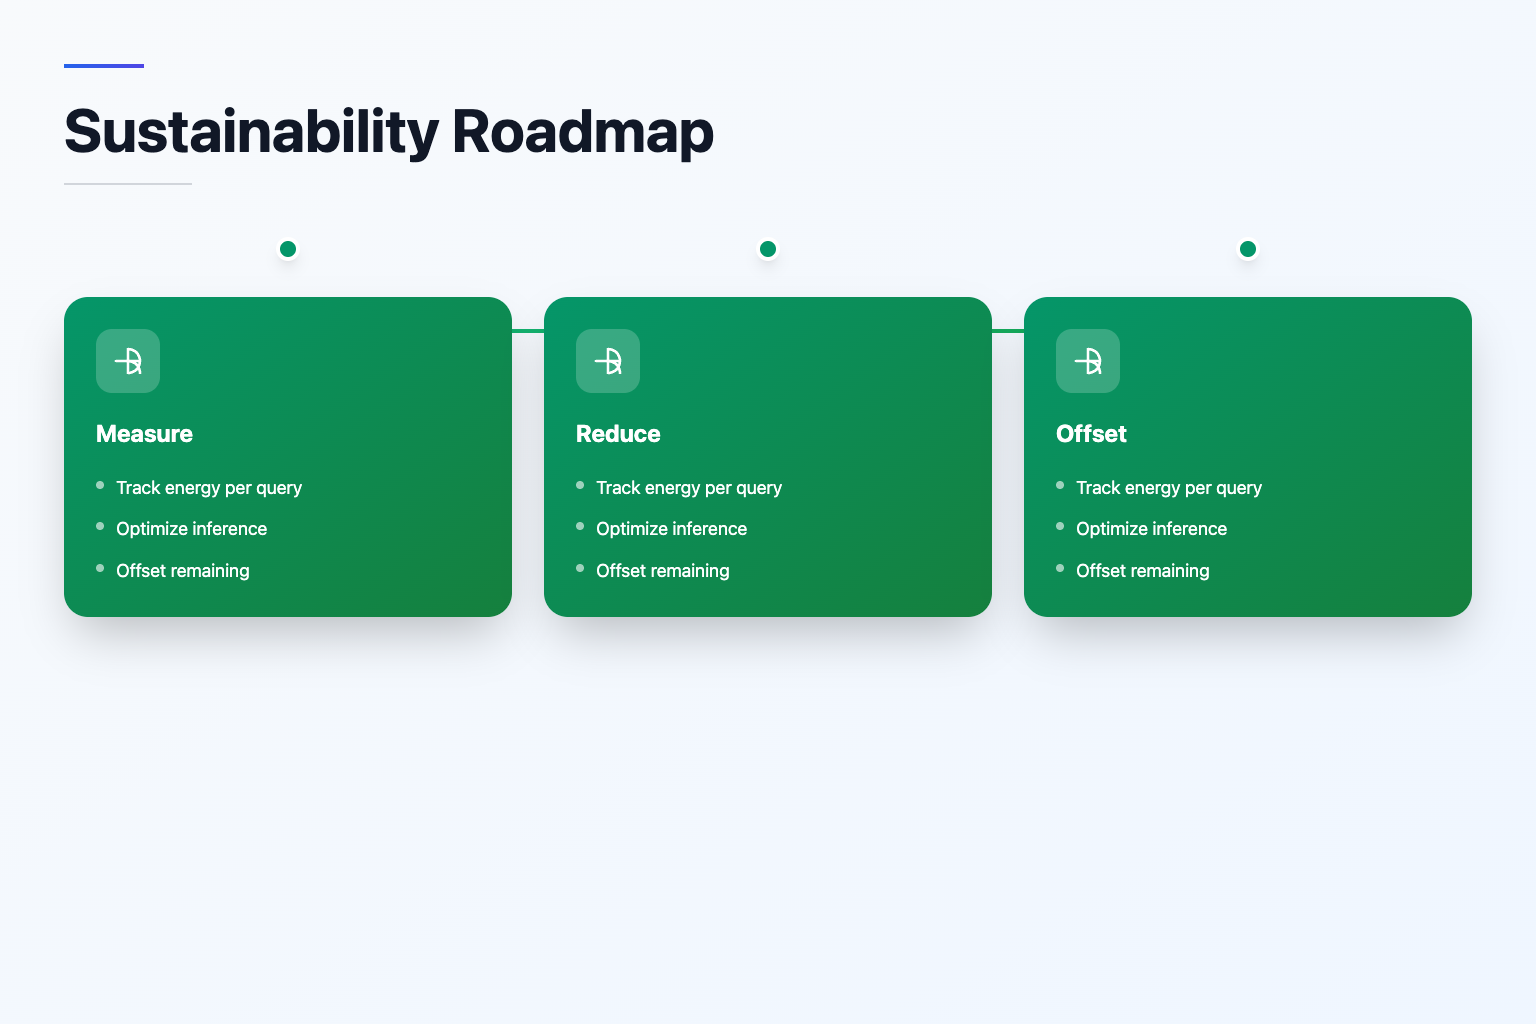 Sustainability Roadmap
Measure
Track energy per query
Optimize inference
Offset remaining
Reduce
Track energy per query
Optimize inference
Offset remaining
Offset
Track energy per query
Optimize inference
Offset remaining